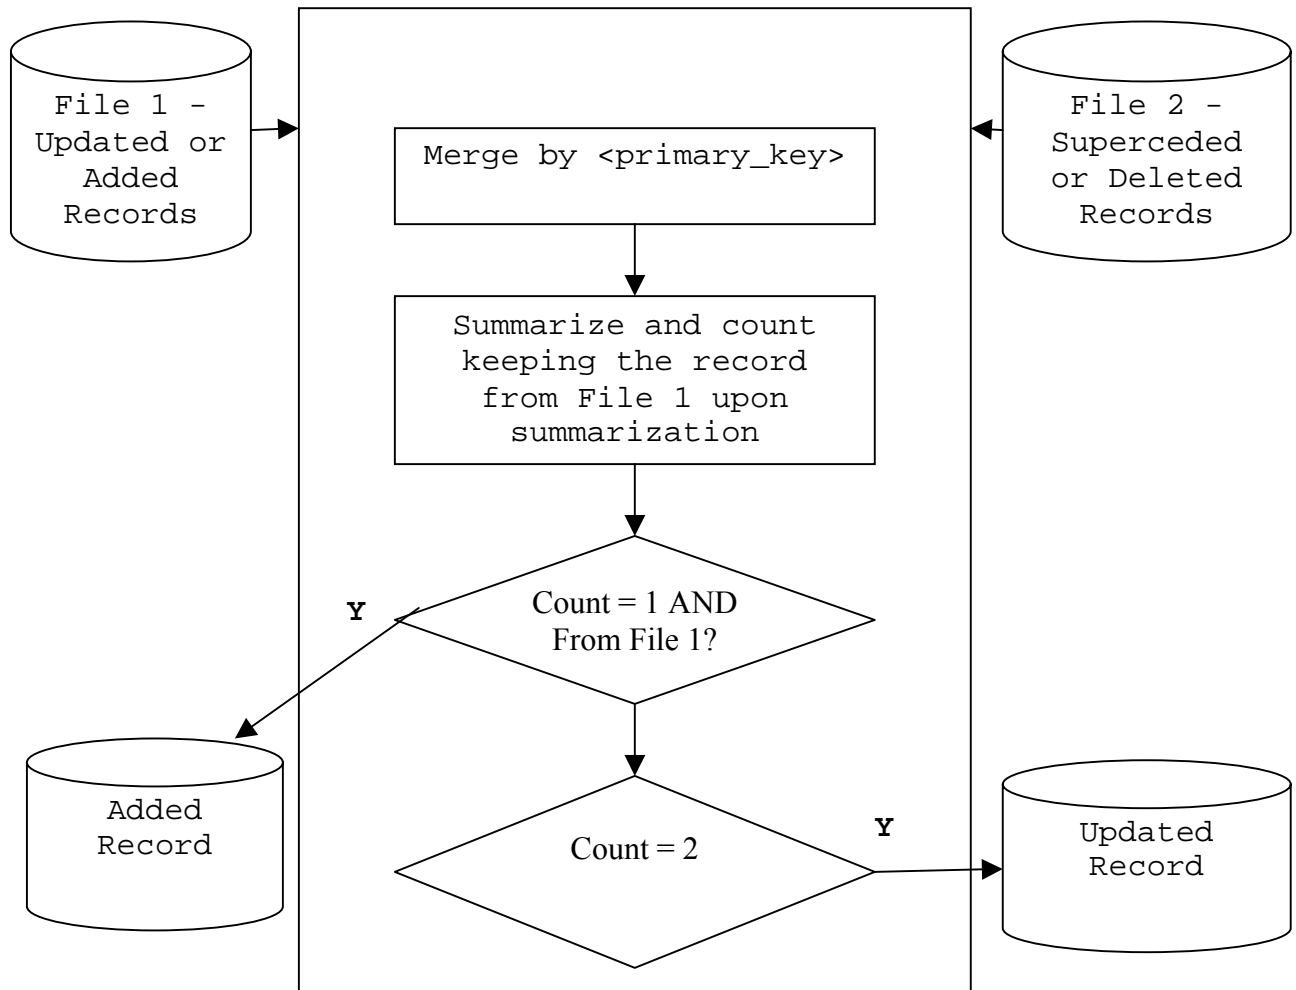 File 1 -
Updated or
Added
Records
File 2 -
Superceded
or Deleted
Records
Merge by <primary_key>
Summarize and count
keeping the record
from File 1 upon
summarization
Count = 1 AND
From File 1?
Y
Added
Record
Count = 2
Y
Updated
Record